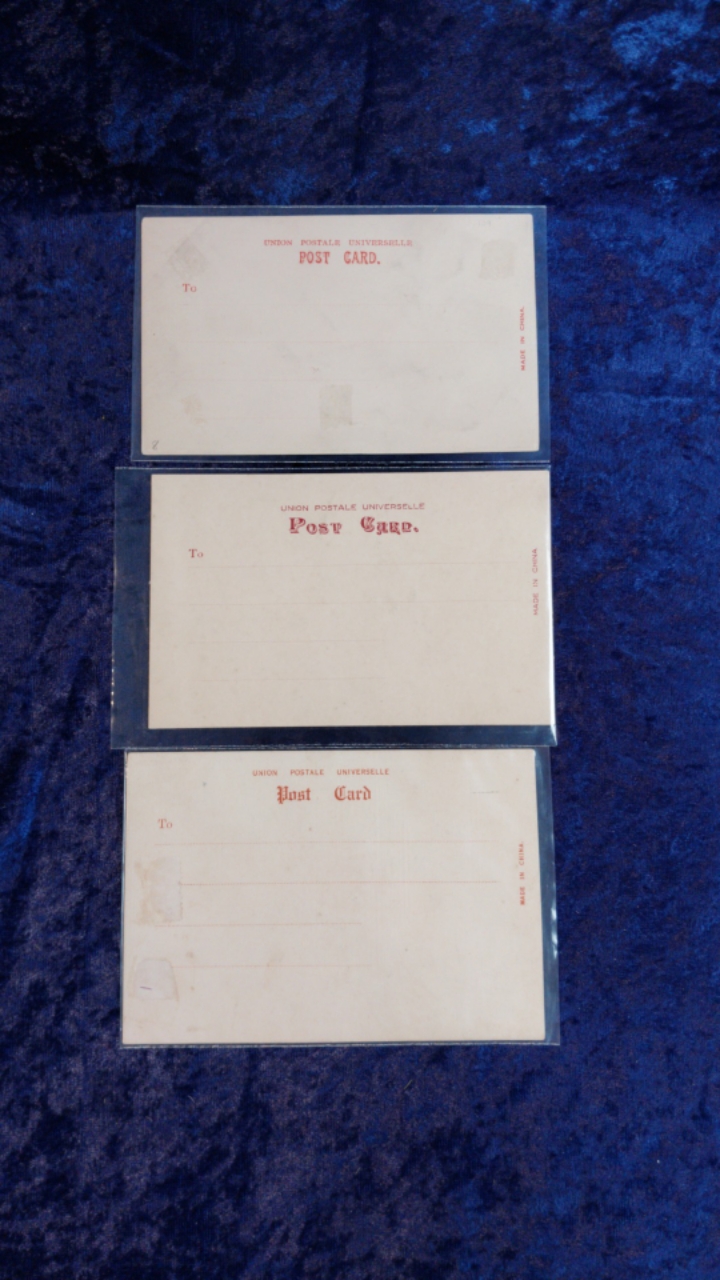 UNION POSTALE UNIVERSELLE
POST CARD.
To
MADE IN CHINA.
UNION POSTALE UNIVERSELLE
Post Card.
To
MADE IN CHINA
UNION POSTALE UNIVERSELLE
Post Card
To
MADE IN CHINA.